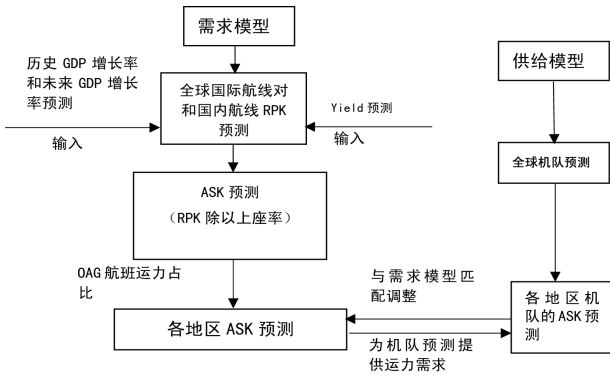 需求模型
历史 GDP 增长率
和未来 GDP 增长
率预测
输入
全球国际航线对
和国内航线 RPK
预测
Yield 预测
输入
供给模型
全球机队预测
ASK 预测
（RPK 除以上座率）
OAG 航班运力占
比
各地区 ASK 预测
与需求模型匹
配调整
为机队预测提
供运力需求
各地区机
队的 ASK 预
测